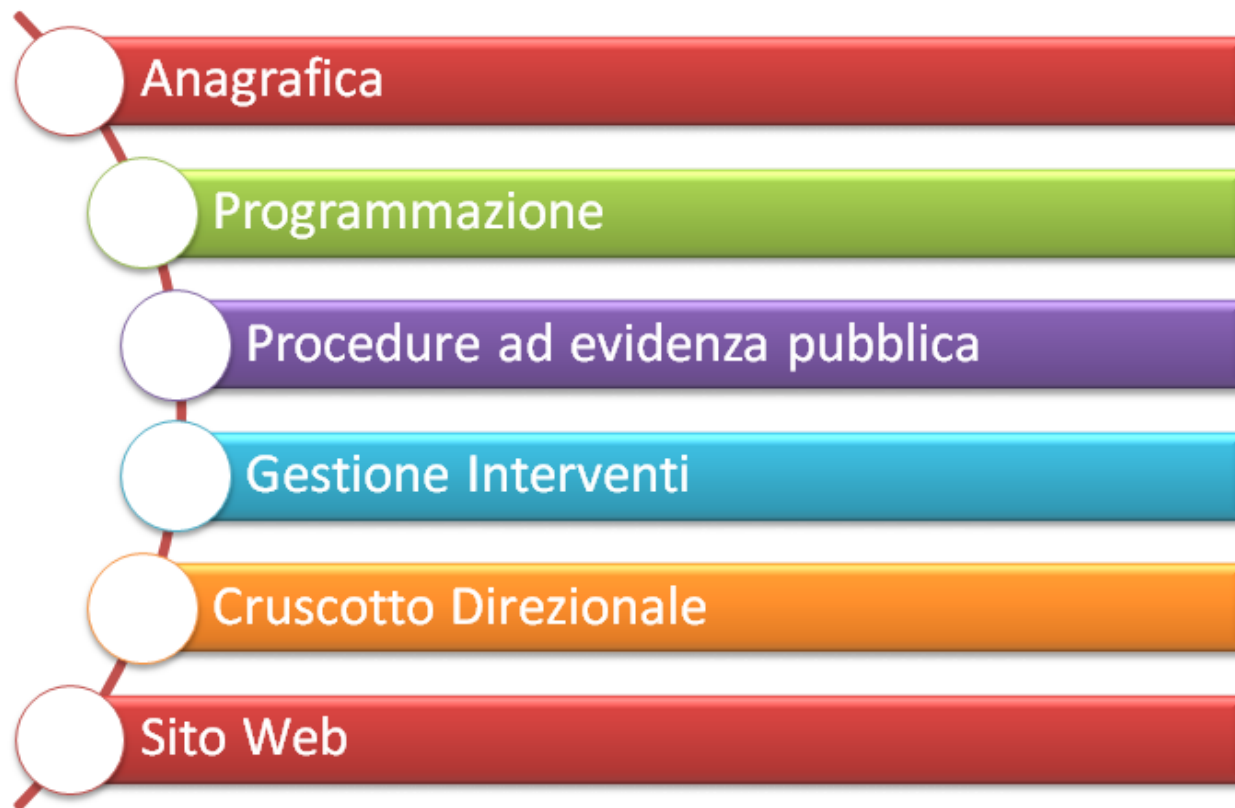 Anagrafica
Programmazione
Procedure ad evidenza pubblica
Gestione Interventi
Cruscotto Direzionale
Sito Web